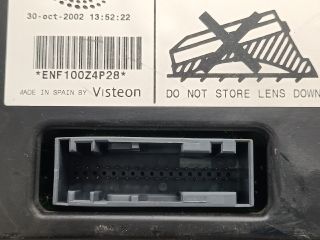 30-oct-2002 13:52:22
*ENF100Z4P28*
MADE IN SPAIN BY Visteon
DO NOT STORE LENS DOWN